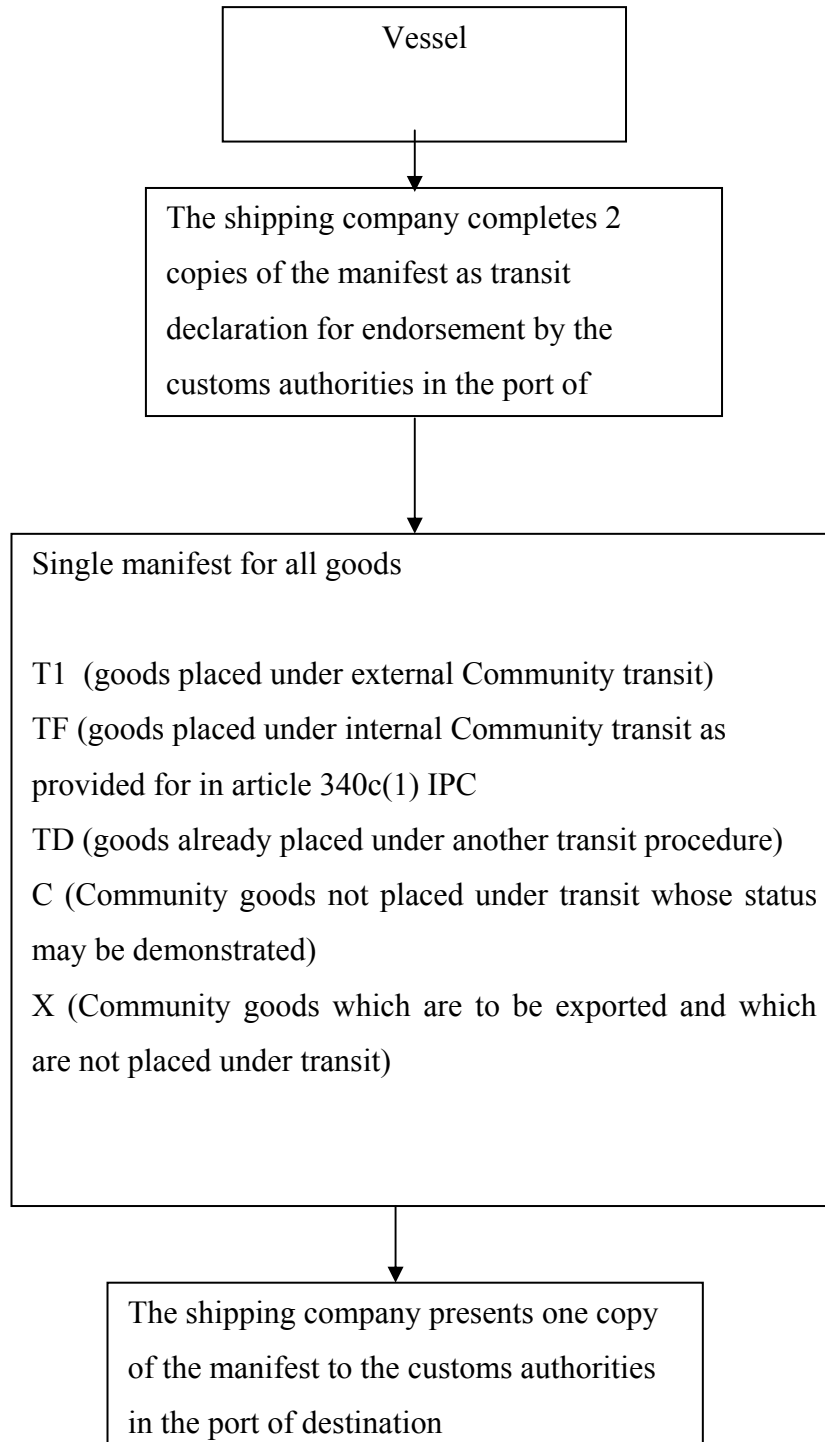 Vessel
The shipping company completes 2
copies of the manifest as transit
declaration for endorsement by the
customs authorities in the port of
Single manifest for all goods
T1 (goods placed under external Community transit)
TF (goods placed under internal Community transit as
provided for in article 340c(1) IPC
TD (goods already placed under another transit procedure)
C (Community goods not placed under transit whose status
may be demonstrated)
X (Community goods which are to be exported and which
are not placed under transit)
The shipping company presents one copy
of the manifest to the customs authorities
in the port of destination